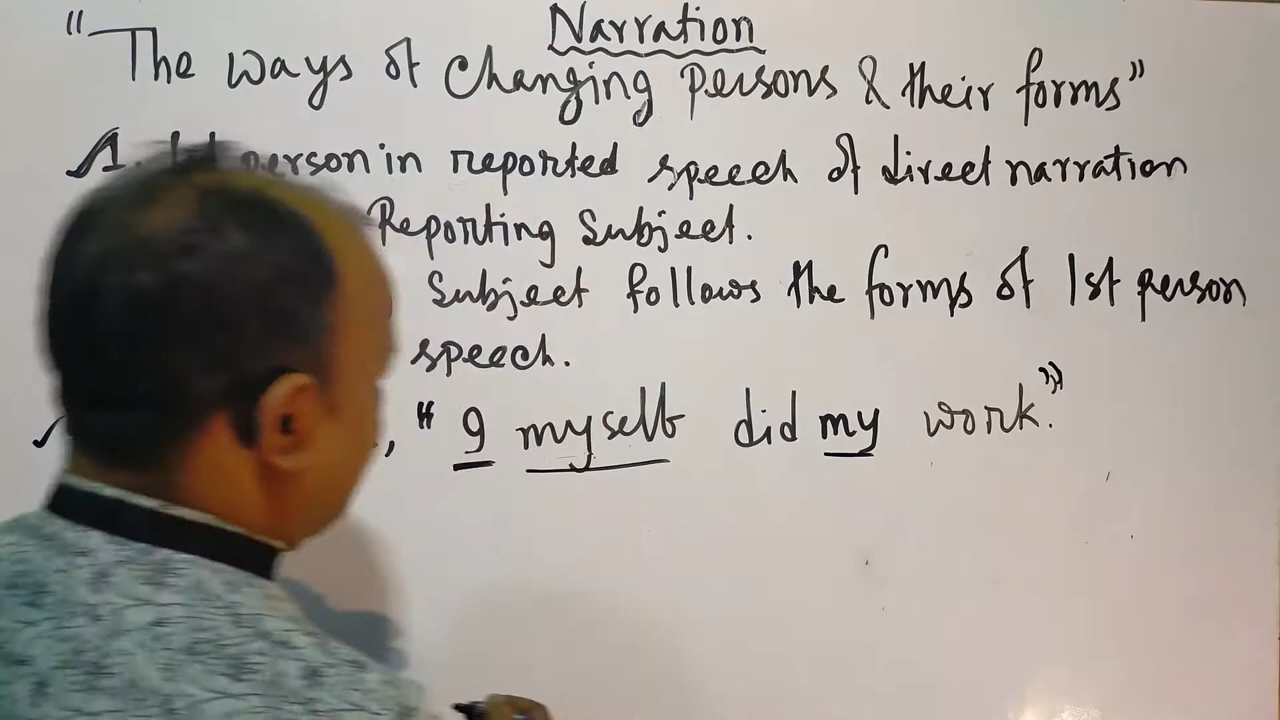 Narration
"The ways of changing persons & their forms"
A. 1st person in reported speech of direct narration
Reporting Subject.
Subject follows the forms of 1st person
speech.
, "I myself did my work."